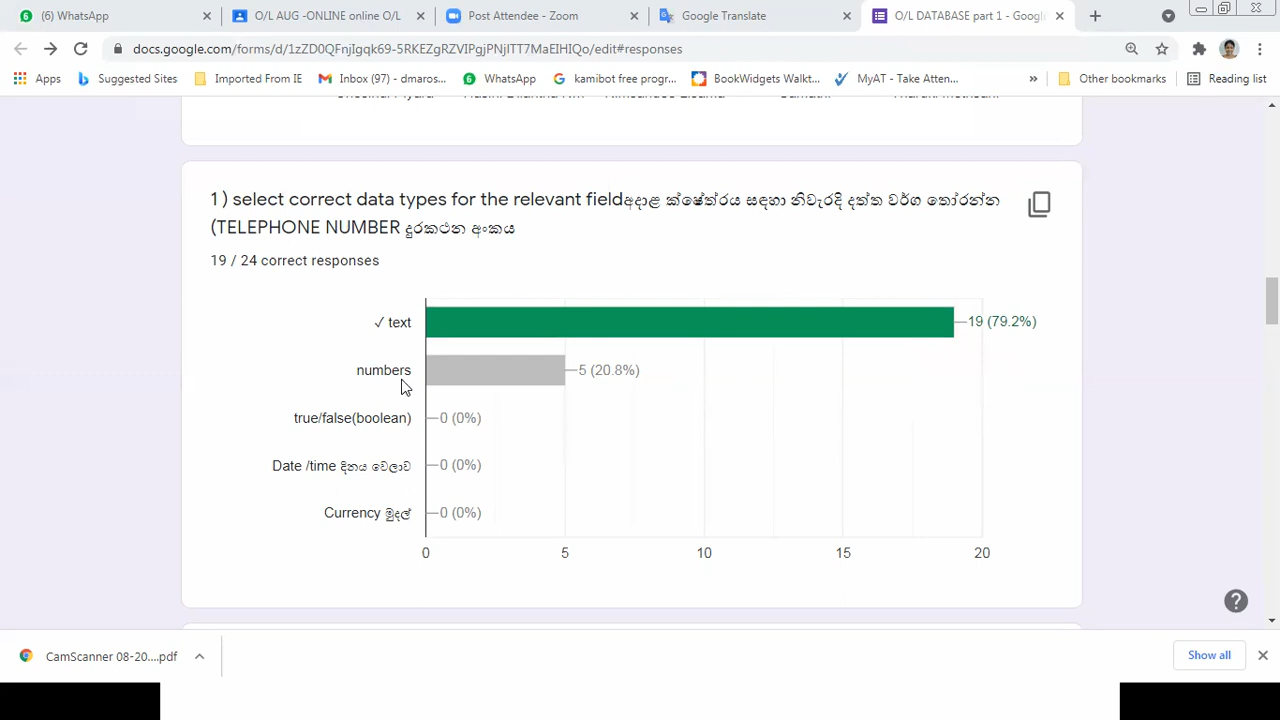 (6) WhatsApp
O/L AUG -ONLINE online O/L
Post Attendee - Zoom
Google Translate
O/L DATABASE part 1 - Googl
docs.google.com/forms/d/1zZD0QFnjIgqk69-5RKEZgRZVIPgjPNjITT7MaEIHIQo/edit#responses
Apps
Suggested Sites
Imported From IE
Inbox (97) - dmaros...
WhatsApp
kamibot free progr...
BookWidgets Walkt...
MyAT - Take Atten...
»
Other bookmarks
Reading list
1 ) select correct data types for the relevant fieldඅදාළ ක්ෂේත්රය සඳහා නිවැරදි දත්ත වර්ග තෝරන්න
(TELEPHONE NUMBER දුරකථන අංකය
19 / 24 correct responses
✓ text
19 (79.2%)
numbers
5 (20.8%)
true/false(boolean)
0 (0%)
Date /time දිනය වෙලාව
0 (0%)
Currency මුදල්
0 (0%)
0 5 10 15 20
CamScanner 08-20....pdf
Show all